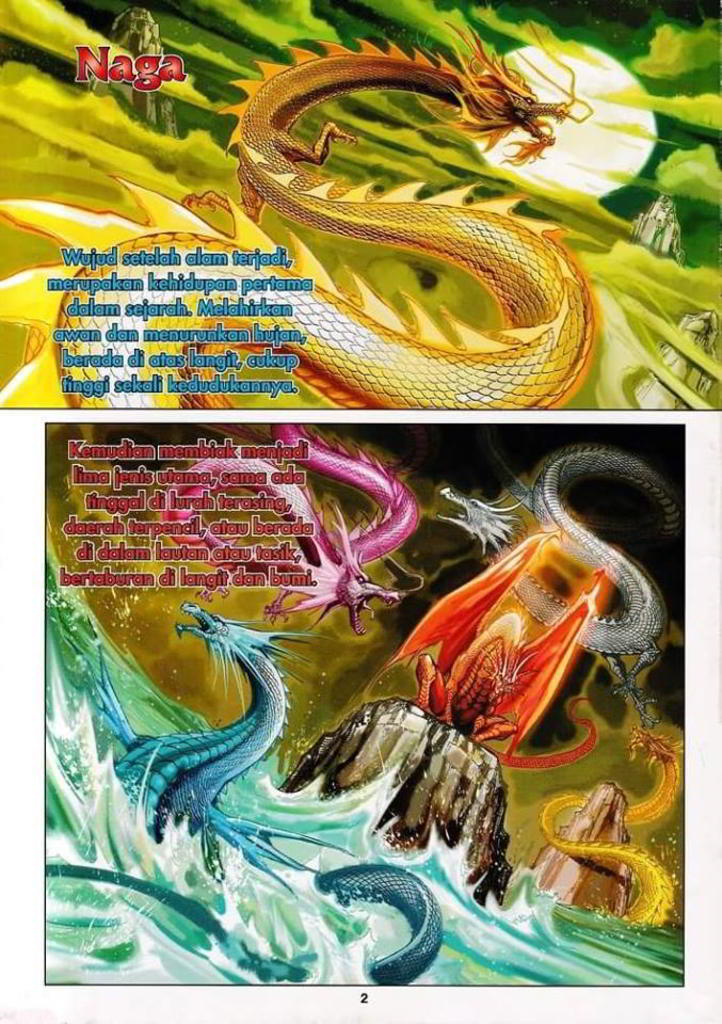 Naga
Wujud setelah alam terjadi,
merupakan kehidupan pertama
dalam sejarah. Melahirkan
awan dan menurunkan hujan,
berada di atas langit, cukup
tinggi sekali kedudukannya.
Kemudian membiak menjadi
lima jenis utama, sama ada
tinggal di lurah terasing,
daerah terpencil, atau berada
di dalam lautan atau tasik,
bertaburan di langit dan bumi.
2